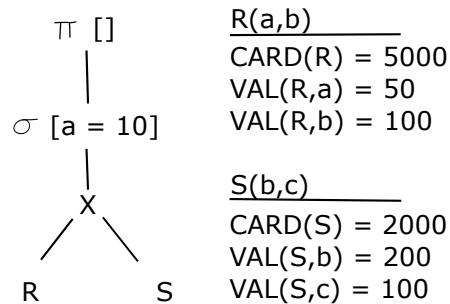 π []
σ [a = 10]
X
R S
R(a,b)
CARD(R) = 5000
VAL(R,a) = 50
VAL(R,b) = 100
S(b,c)
CARD(S) = 2000
VAL(S,b) = 200
VAL(S,c) = 100